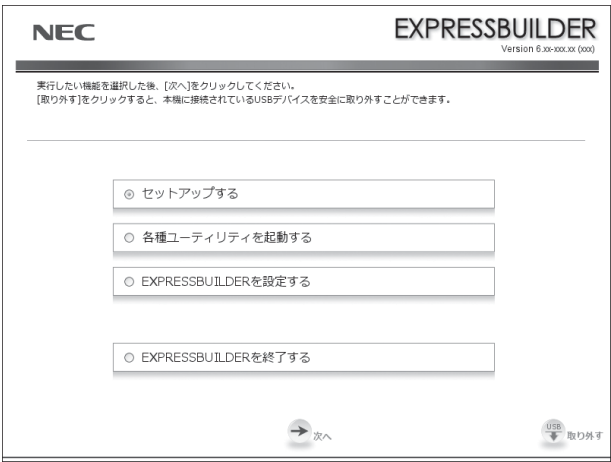 NEC
EXPRESSBUILDER
Version 6.xx-xxx.xx (xxx)
実行したい機能を選択した後、[次へ]をクリックしてください。
[取り外す]をクリックすると、本機に接続されているUSBデバイスを安全に取り外すことができます。
セットアップする
各種ユーティリティを起動する
EXPRESSBUILDERを設定する
EXPRESSBUILDERを終了する
次へ
USB
取り外す